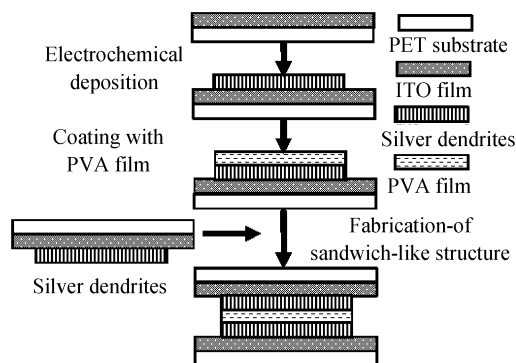 PET substrate
Electrochemical
deposition
ITO film
Silver dendrites
Coating with
PVA film
PVA film
Fabrication-of
sandwich-like structure
Silver dendrites